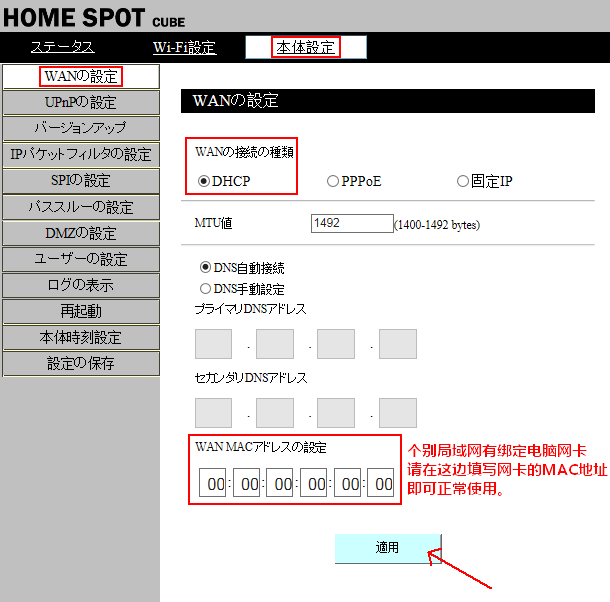 HOME SPOT CUBE
ステータス Wi-Fi設定 本体設定
WANの設定
UPnPの設定
バージョンアップ
IPパケットフィルタの設定
SPIの設定
パススルーの設定
DMZの設定
ユーザーの設定
ログの表示
再起動
本体時刻設定
設定の保存
WANの設定
WANの接続の種類
DHCP PPPoE 固定IP
MTU値 1492 (1400-1492 bytes)
DNS自動接続
DNS手動設定
プライマリDNSアドレス
. . .
セカンダリDNSアドレス
. . .
WAN MACアドレスの設定
00: 00: 00: 00: 00: 00
个别局域网有绑定电脑网卡
请在这边填写网卡的MAC地址
即可正常使用。
適用